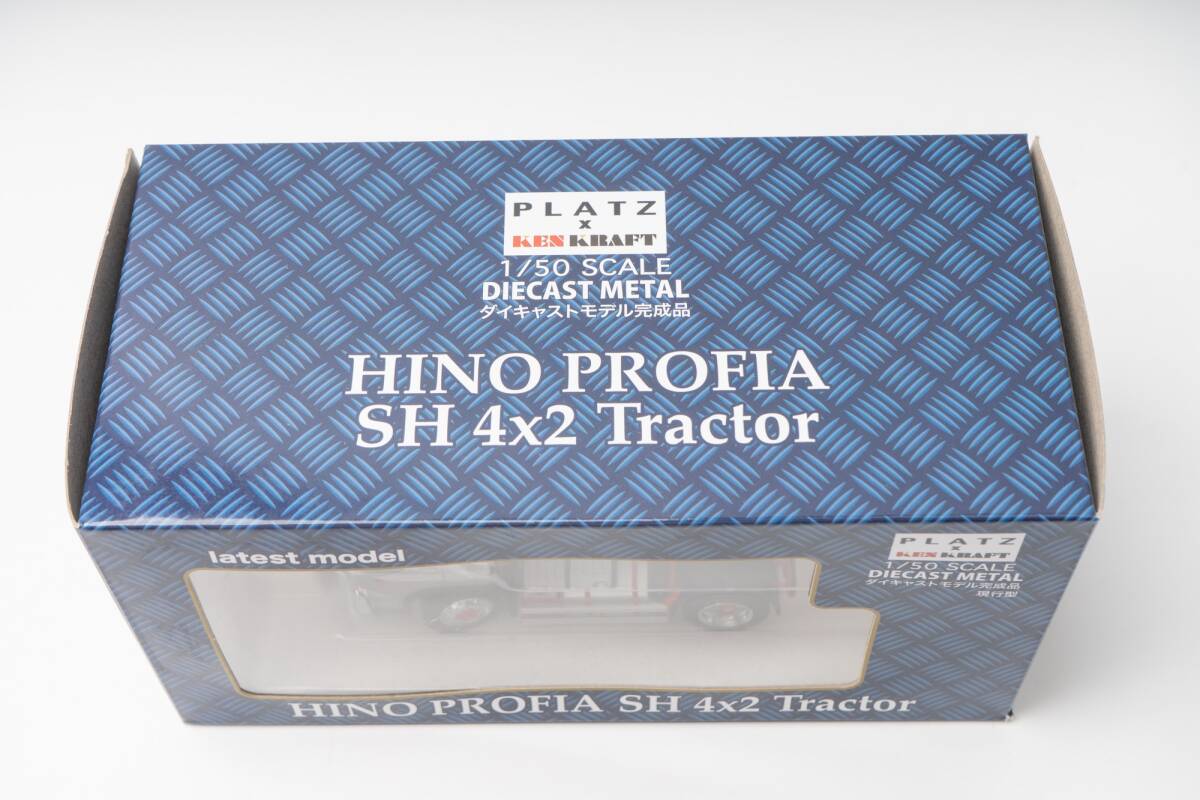 PLATZ
x
KEN KRAFT
1/50 SCALE
DIECAST METAL
ダイキャストモデル完成品
HINO PROFIA
SH 4x2 Tractor
latest model
PLATZ
x
KEN KRAFT
1/50 SCALE
DIECAST METAL
ダイキャストモデル完成品
現行型
HINO PROFIA SH 4x2 Tractor